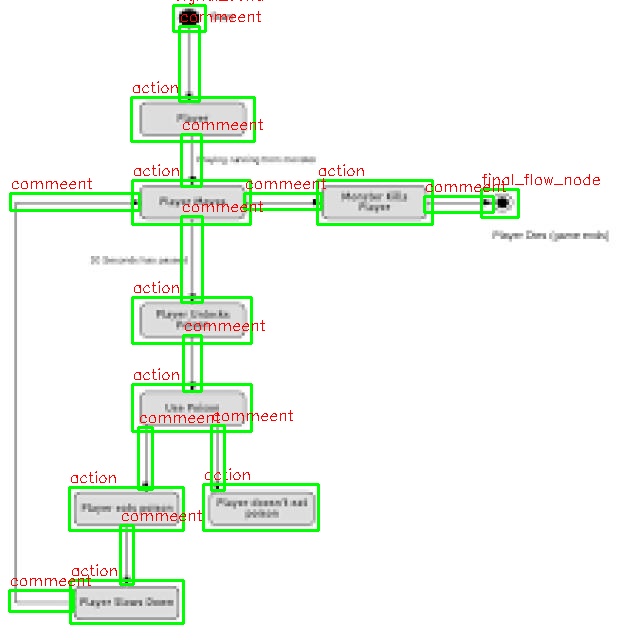 commeent
action
Player
commeent
playing, running from monster
action
action
final_flow_node
commeent
commeent
commeent
Player Moves
Monster Kills
Player
commeent
Player Dies (game ends)
30 Seconds has passed
action
Player Unlocks
commeent
action
Use Poison
commeent
commeent
action
action
Player eats poison
Player doesn't eat
poison
commeent
action
commeent
Player Slows Down